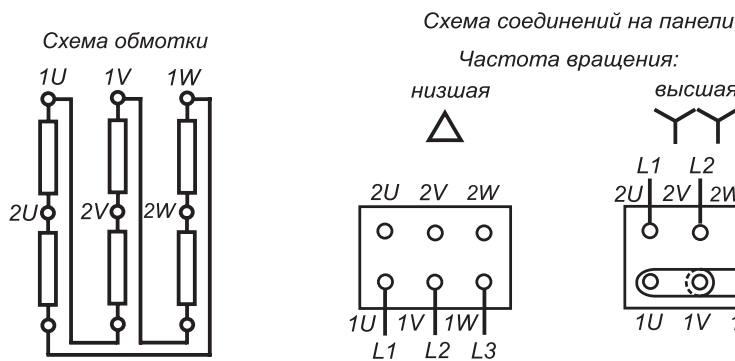 Схема обмотки
1U 1V 1W
2U 2V 2W
Схема соединений на панели
Частота вращения:
низшая
2U 2V 2W
1U 1V 1W
L1 L2 L3
высшая
L1 L2
2U 2V 2W
1U 1V 1